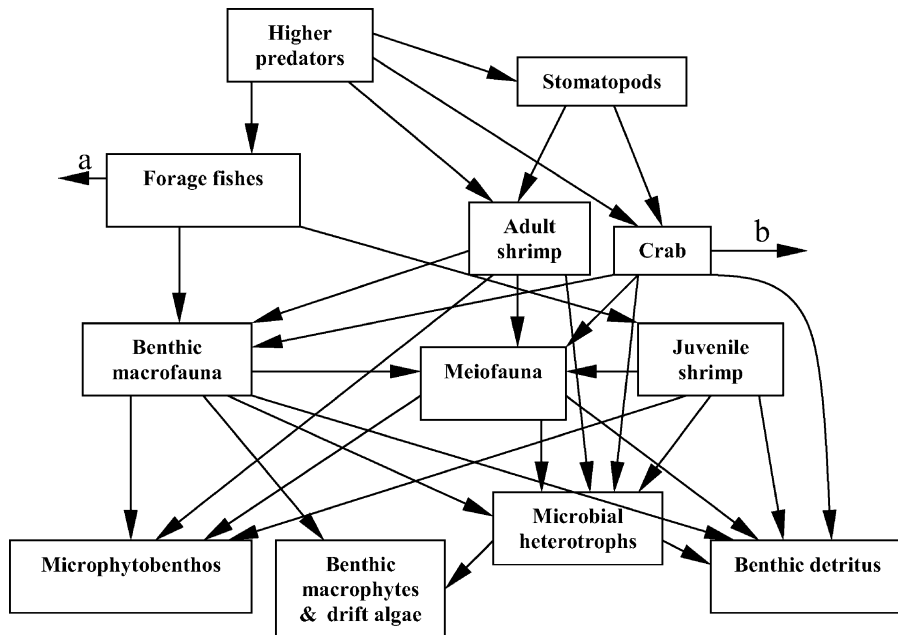 Higher
predators
Stomatopods
a
Forage fishes
Adult
shrimp
Crab
b
Benthic
macrofauna
Meiofauna
Juvenile
shrimp
Microbial
heterotrophs
Microphytobenthos
Benthic
macrophytes
& drift algae
Benthic detritus